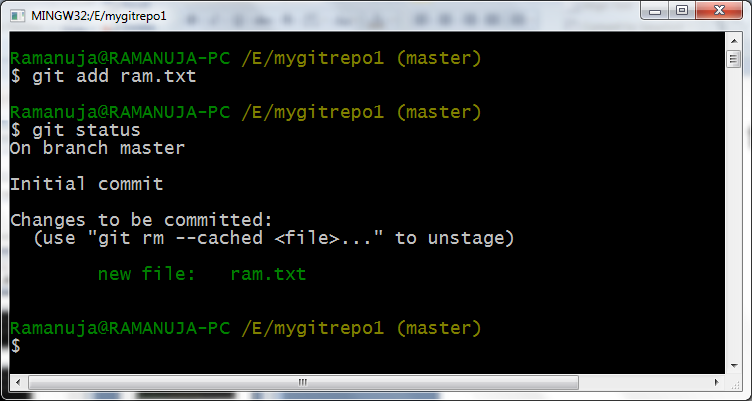 MINGW32:/E/mygitrepo1
Ramanuja@RAMANUJA-PC /E/mygitrepo1 (master)
$ git add ram.txt
Ramanuja@RAMANUJA-PC /E/mygitrepo1 (master)
$ git status
On branch master
Initial commit
Changes to be committed:
  (use "git rm --cached <file>..." to unstage)
        new file:   ram.txt
Ramanuja@RAMANUJA-PC /E/mygitrepo1 (master)
$